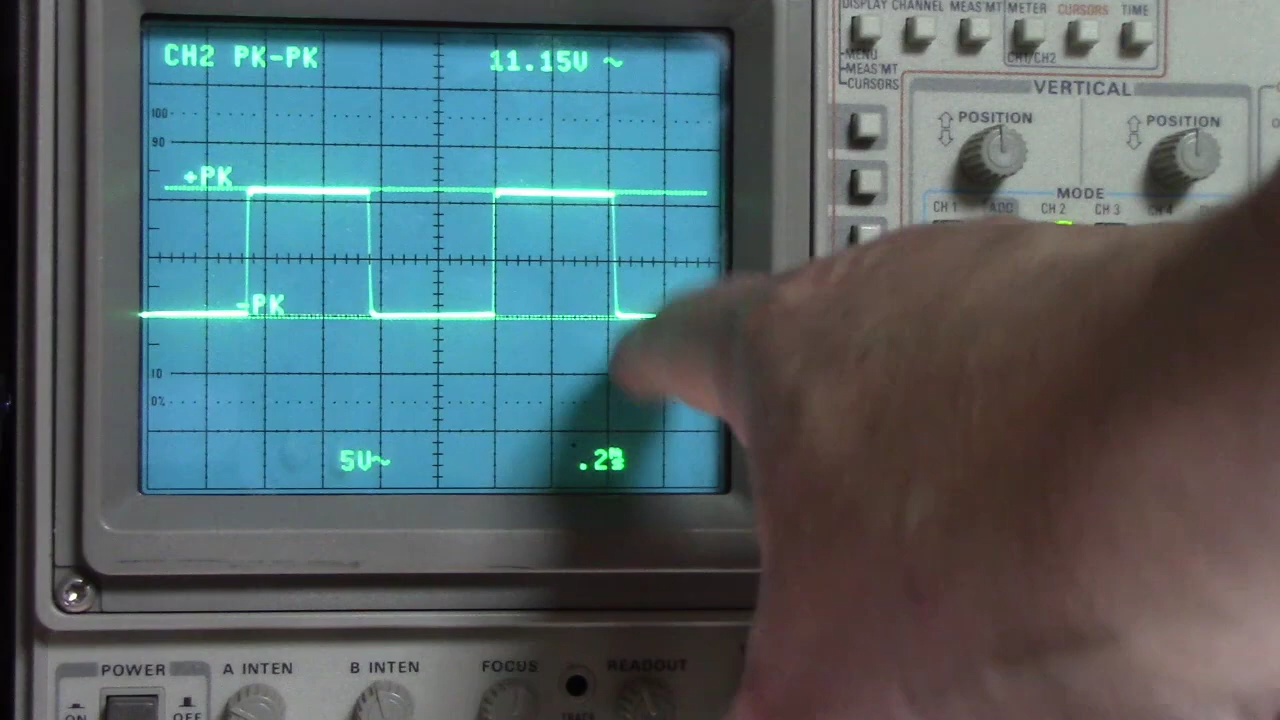 DISPLAY CHANNEL MEAS'MT METER CURSORS TIME
CH2 PK-PK 11.15V ~
MENU
MEAS'MT
CURSORS
CH1/CH2
VERTICAL
100
90
POSITION POSITION
+PK
MODE
CH 1 ADD CH 2 CH 3 CH 4
-PK
10
0%
5V~ .2
POWER A INTEN B INTEN FOCUS READOUT
ON OFF